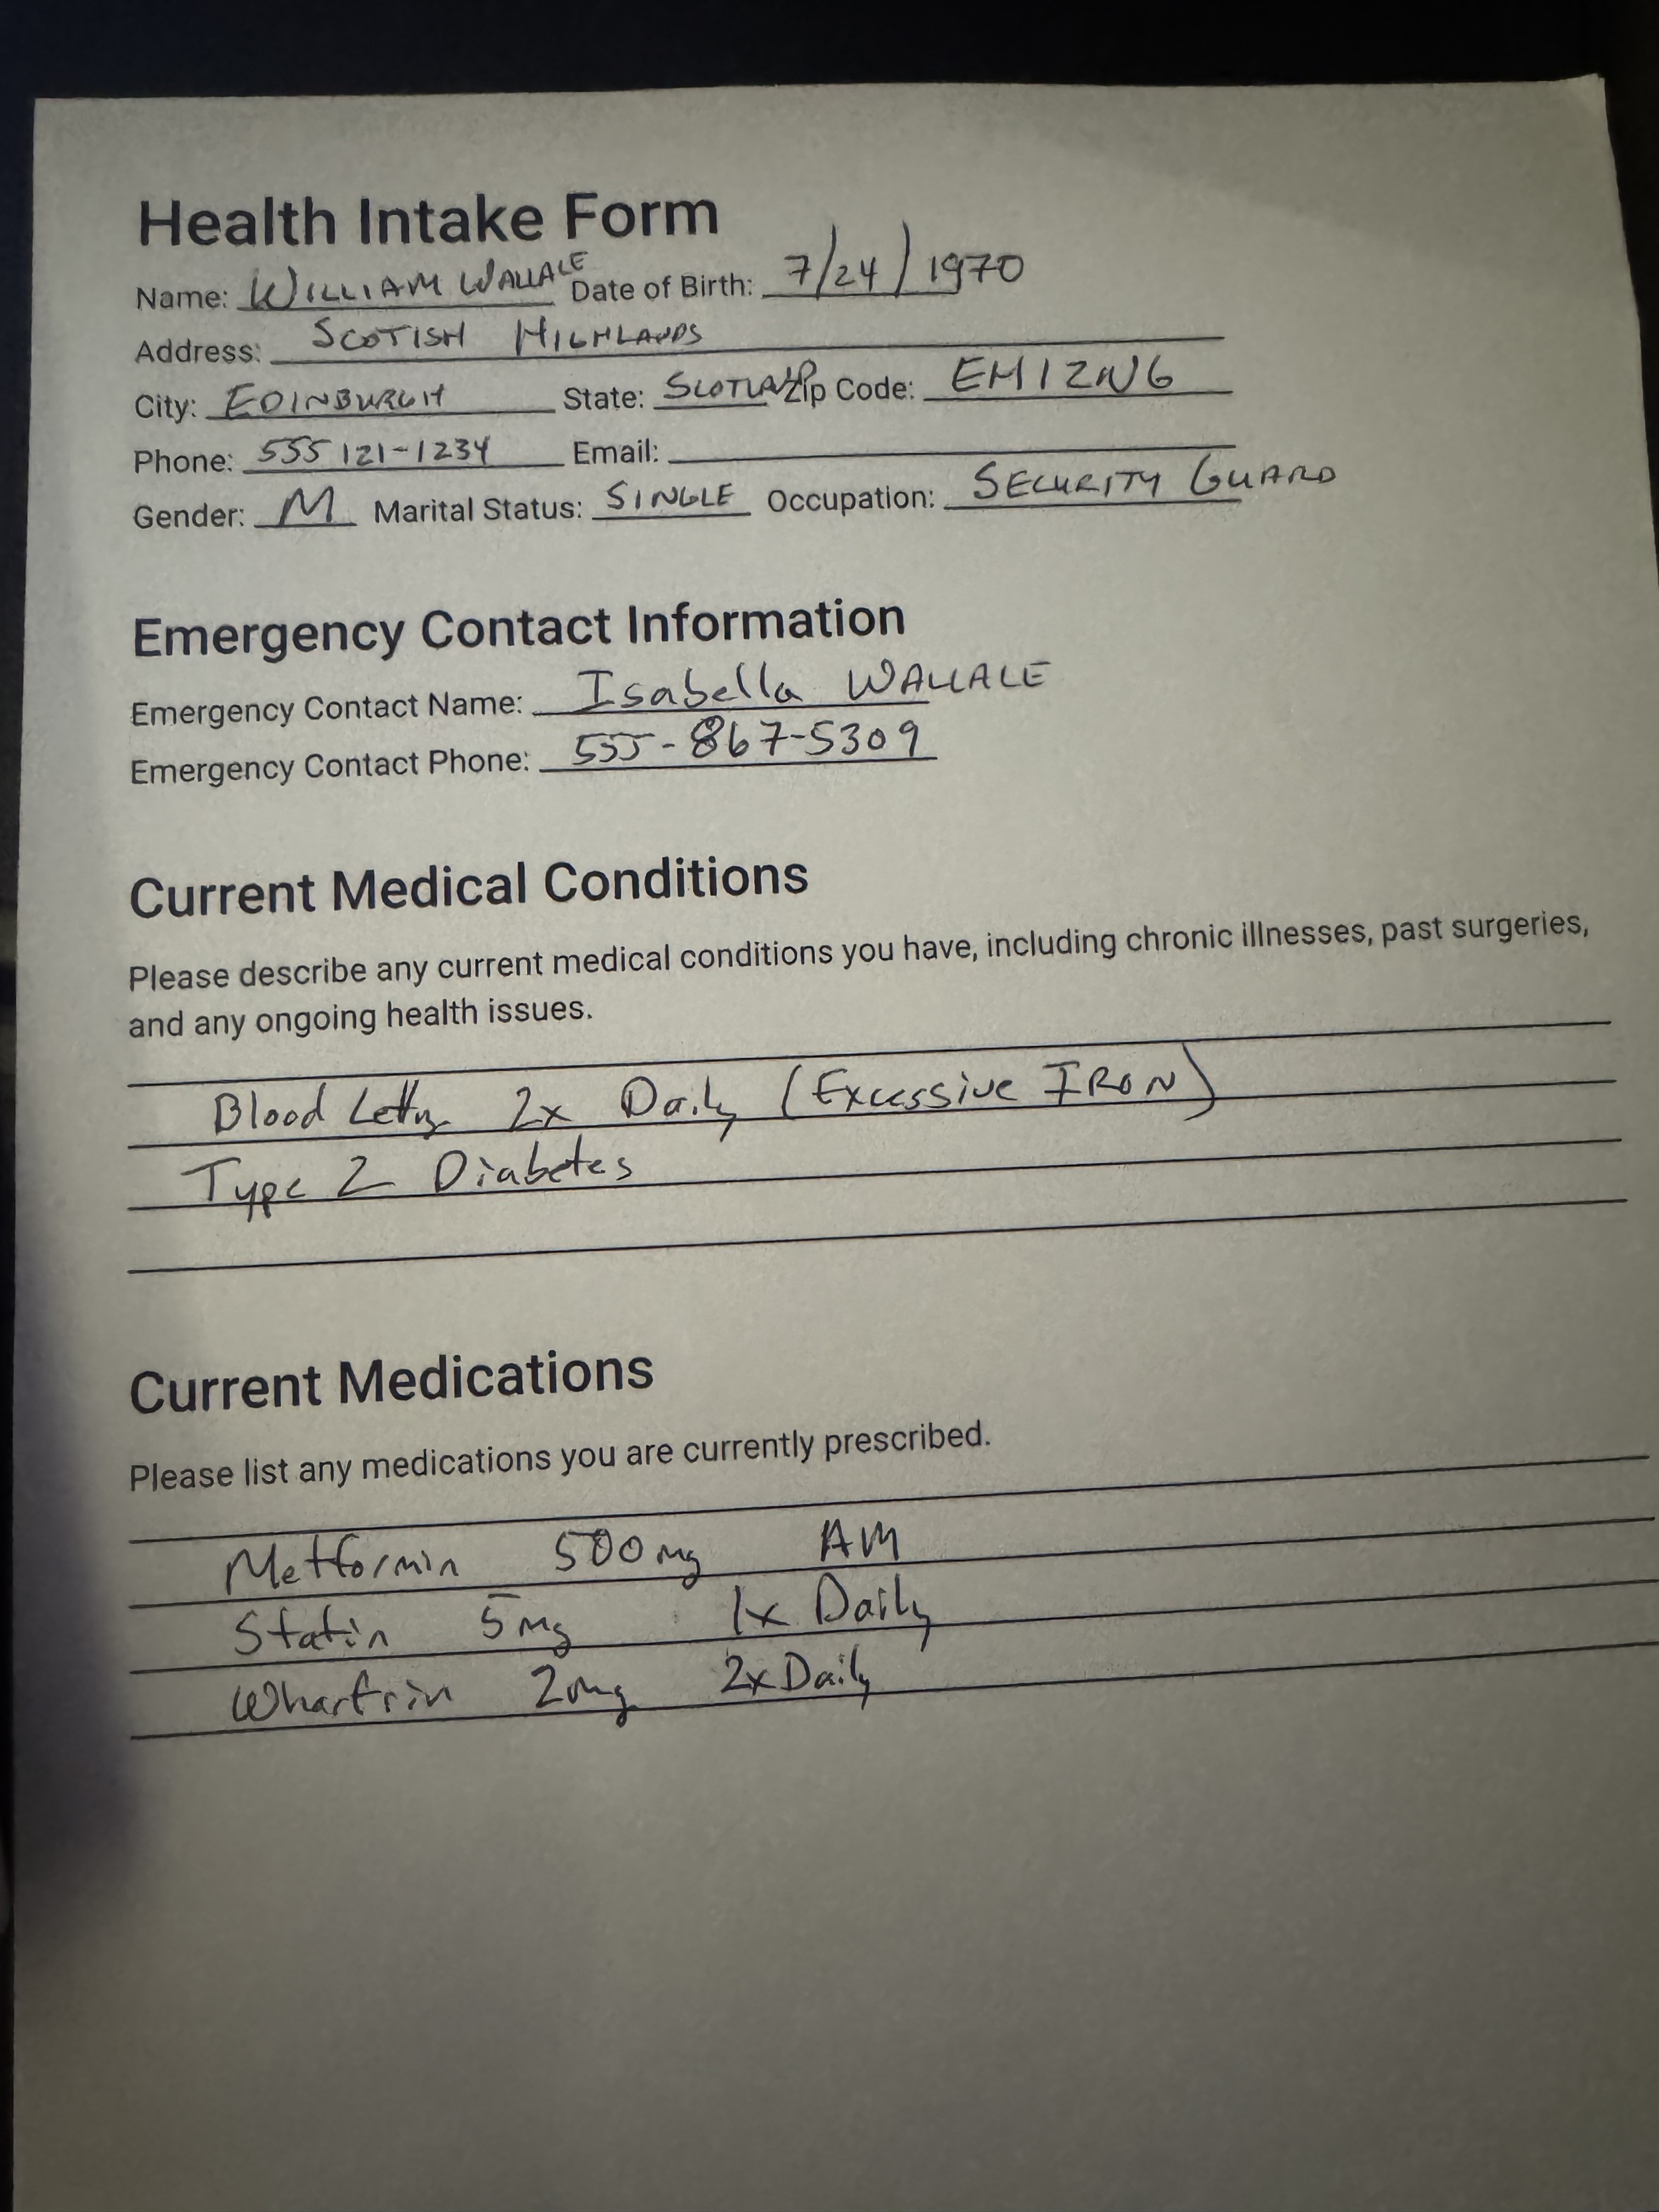 Health Intake Form
Name: WILLIAM WALLACE Date of Birth: 7/24/1970
Address: SCOTISH HIGHLANDS
City: EDINBURGH State: SCOTLAND Zip Code: EH12NG
Phone: 555 121-1234 Email:
Gender: M Marital Status: SINGLE Occupation: SECURITY GUARD
Emergency Contact Information
Emergency Contact Name: Isabella WALLACE
Emergency Contact Phone: 555-867-5309
Current Medical Conditions
Please describe any current medical conditions you have, including chronic illnesses, past surgeries,
and any ongoing health issues.
Blood Letting 2x Daily (Excessive IRON)
Type 2 Diabetes
Current Medications
Please list any medications you are currently prescribed.
Metformin 500mg AM
Statin 5mg 1x Daily
Wharfrin 2mg 2x Daily